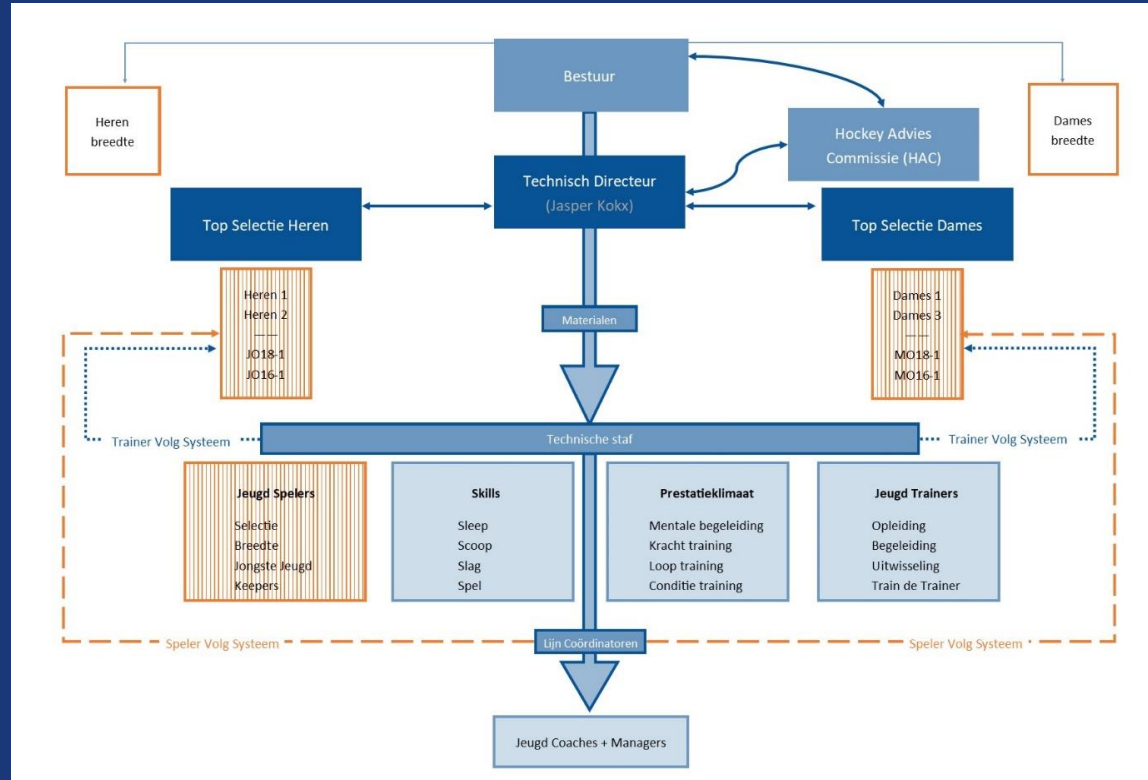 Bestuur
Heren
breedte
Dames
breedte
Hockey Advies
Commissie (HAC)
Technisch Directeur
(Jasper Kokx)
Top Selectie Heren
Top Selectie Dames
Heren 1
Heren 2
——
JO18-1
JO16-1
Dames 1
Dames 3
——
MO18-1
MO16-1
Materialen
Trainer Volg Systeem
Technische staf
Trainer Volg Systeem
Jeugd Spelers
Selectie
Breedte
Jongste Jeugd
Keepers
Skills
Sleep
Scoop
Slag
Spel
Prestatieklimaat
Mentale begeleiding
Kracht training
Loop training
Conditie training
Jeugd Trainers
Opleiding
Begeleiding
Uitwisseling
Train de Trainer
Speler Volg Systeem
Lijn Coördinatoren
Speler Volg Systeem
Jeugd Coaches + Managers